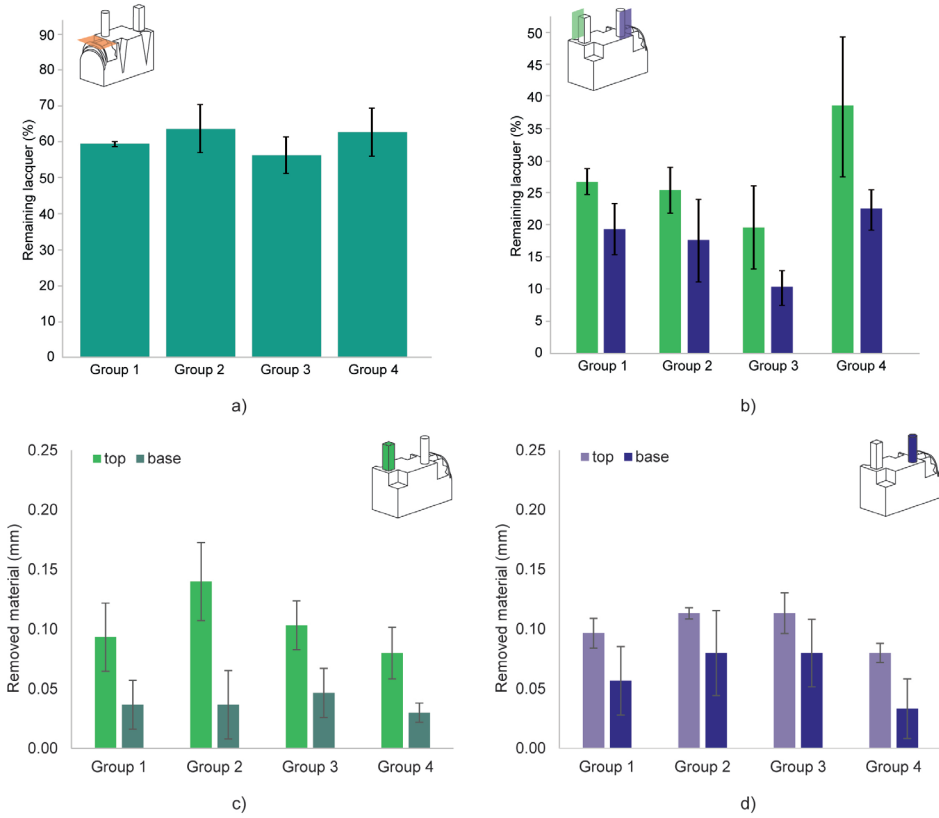 Remaining lacquer (%)
90
80
70
60
50
40
30
20
10
0
Group 1 Group 2 Group 3 Group 4
a)
Remaining lacquer (%)
50
45
40
35
30
25
20
15
10
5
0
Group 1 Group 2 Group 3 Group 4
b)
Removed material (mm)
0.25
0.20
0.15
0.10
0.05
0.00
top base
Group 1 Group 2 Group 3 Group 4
c)
Removed material (mm)
0.25
0.20
0.15
0.10
0.05
0.00
top base
Group 1 Group 2 Group 3 Group 4
d)